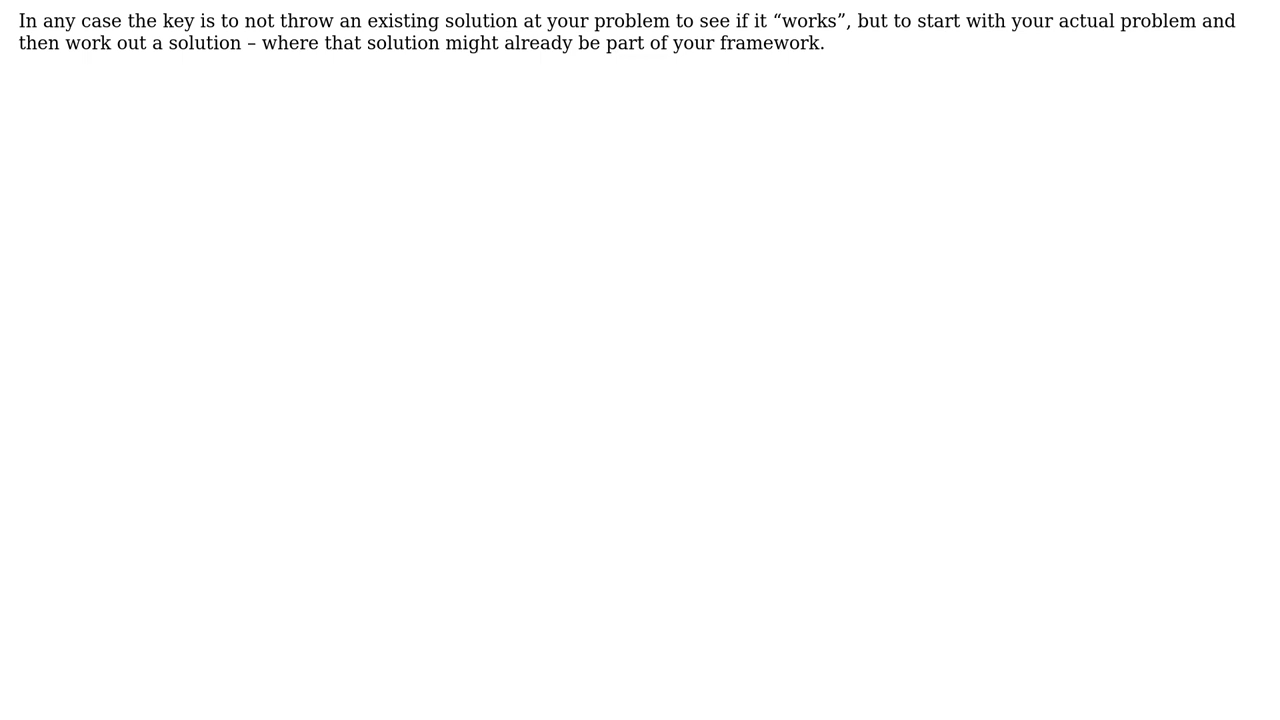 In any case the key is to not throw an existing solution at your problem to see if it “works”, but to start with your actual problem and
then work out a solution – where that solution might already be part of your framework.